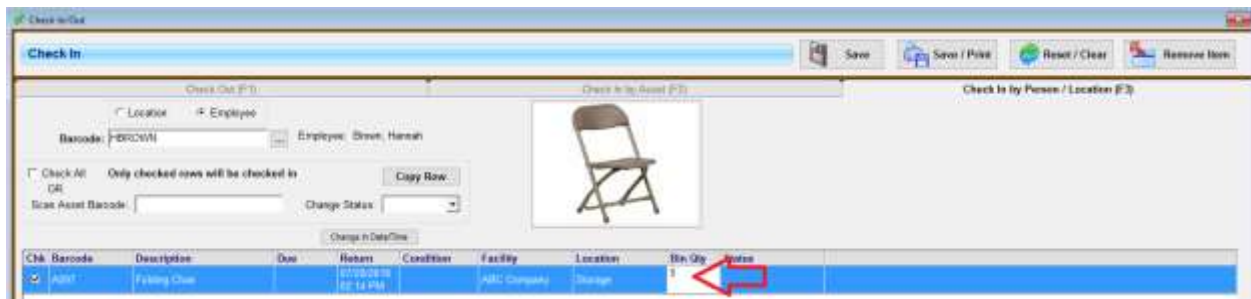 Check In/Out
Check In
Save
Save / Print
Reset / Clear
Remove Item
Check Out (F1)
Check In by Asset (F2)
Check In by Person / Location (F3)
Location
Employee
Barcode: HBROWN
...
Employee: Brown, Hannah
Check All
Only checked rows will be checked in
Copy Row
OR
Scan Asset Barcode:
Change Status
Change In Date/Time
Chk Barcode Description Due Return Condition Facility Location Bin Qty Status
Folding Chair
02:14 PM
ABC Company
Storage